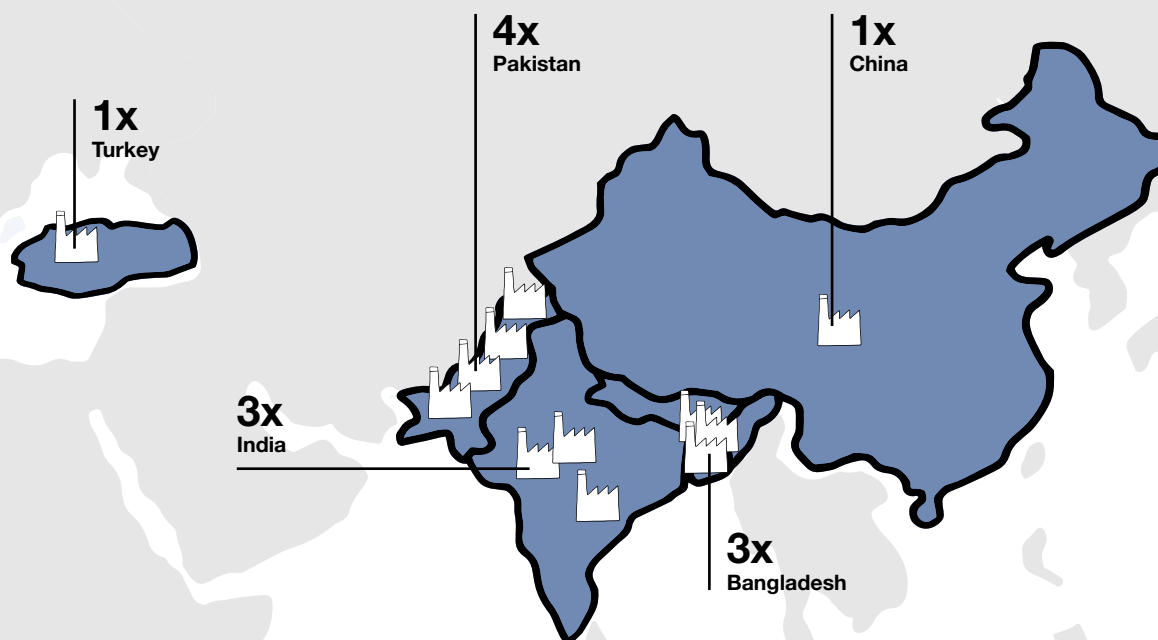 4x
Pakistan
1x
China
1x
Turkey
3x
India
3x
Bangladesh